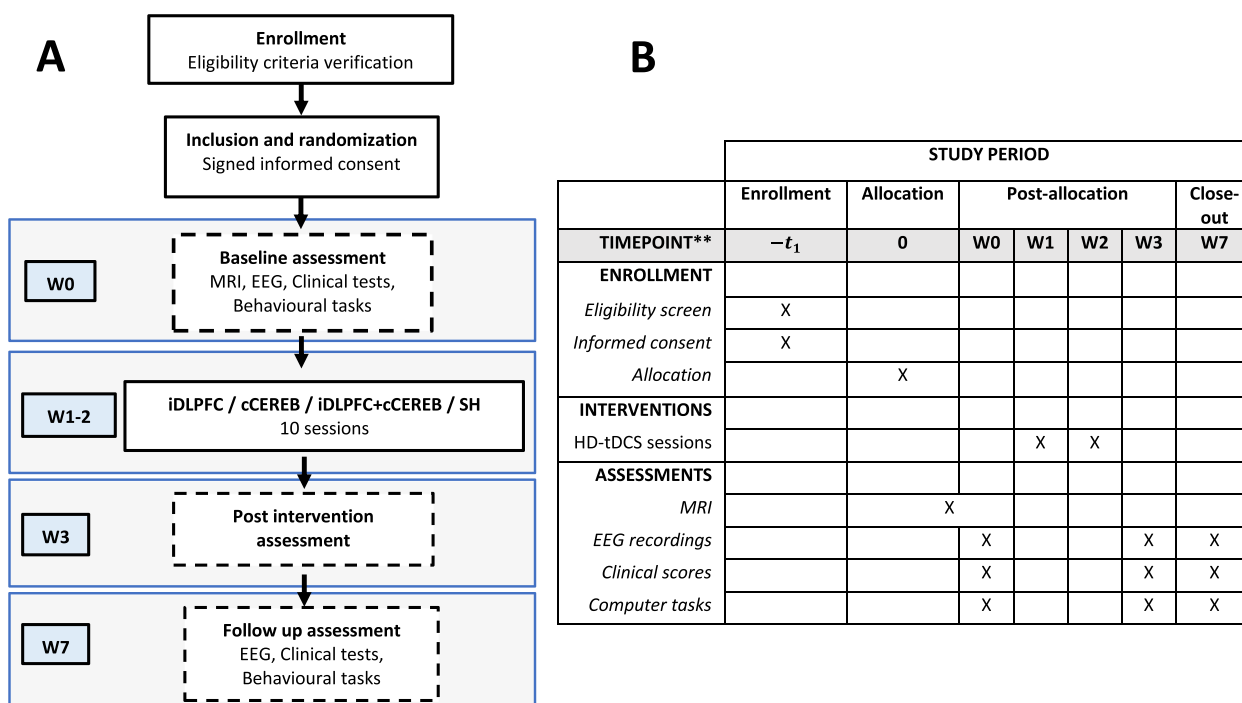 A
Enrollment
Eligibility criteria verification
Inclusion and randomization
Signed informed consent
W0
Baseline assessment
MRI, EEG, Clinical tests,
Behavioural tasks
W1-2
iDLPFC / cCEREB / iDLPFC+cCEREB / SH
10 sessions
W3
Post intervention
assessment
W7
Follow up assessment
EEG, Clinical tests,
Behavioural tasks
B
STUDY PERIOD
Enrollment Allocation Post-allocation Close-
out
TIMEPOINT** −t₁ 0 W0 W1 W2 W3 W7
ENROLLMENT
Eligibility screen X
Informed consent X
Allocation X
INTERVENTIONS
HD-tDCS sessions X X
ASSESSMENTS
MRI X
EEG recordings X X X
Clinical scores X X X
Computer tasks X X X